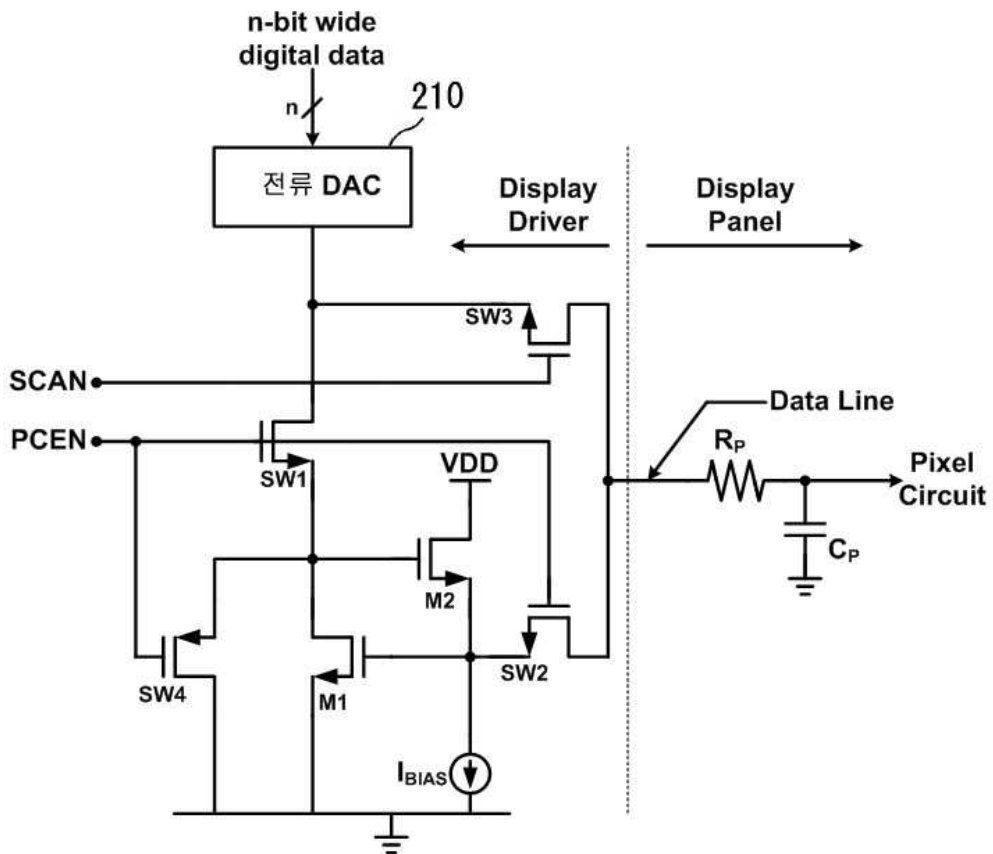 n-bit wide
digital data
n
210
전류 DAC
Display
Driver
Display
Panel
SW3
SCAN
PCEN
SW1
VDD
Data Line
RP
Pixel
Circuit
CP
M2
SW4
M1
SW2
IBIAS